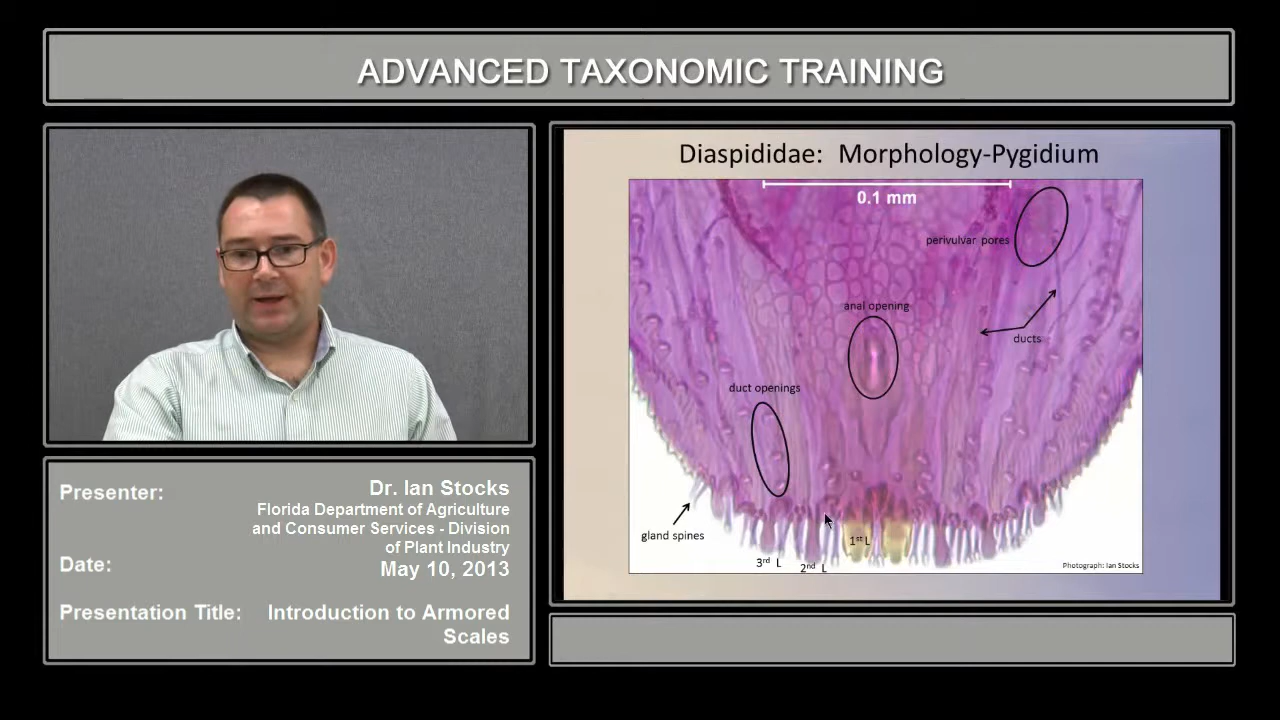 ADVANCED TAXONOMIC TRAINING
Presenter:
Dr. Ian Stocks
Florida Department of Agriculture
and Consumer Services - Division
of Plant Industry
Date:
May 10, 2013
Presentation Title:
Introduction to Armored
Scales
Diaspididae: Morphology-Pygidium
0.1 mm
perivulvar pores
anal opening
ducts
duct openings
gland spines
1st L
3rd L
2nd L
Photograph: Ian Stocks